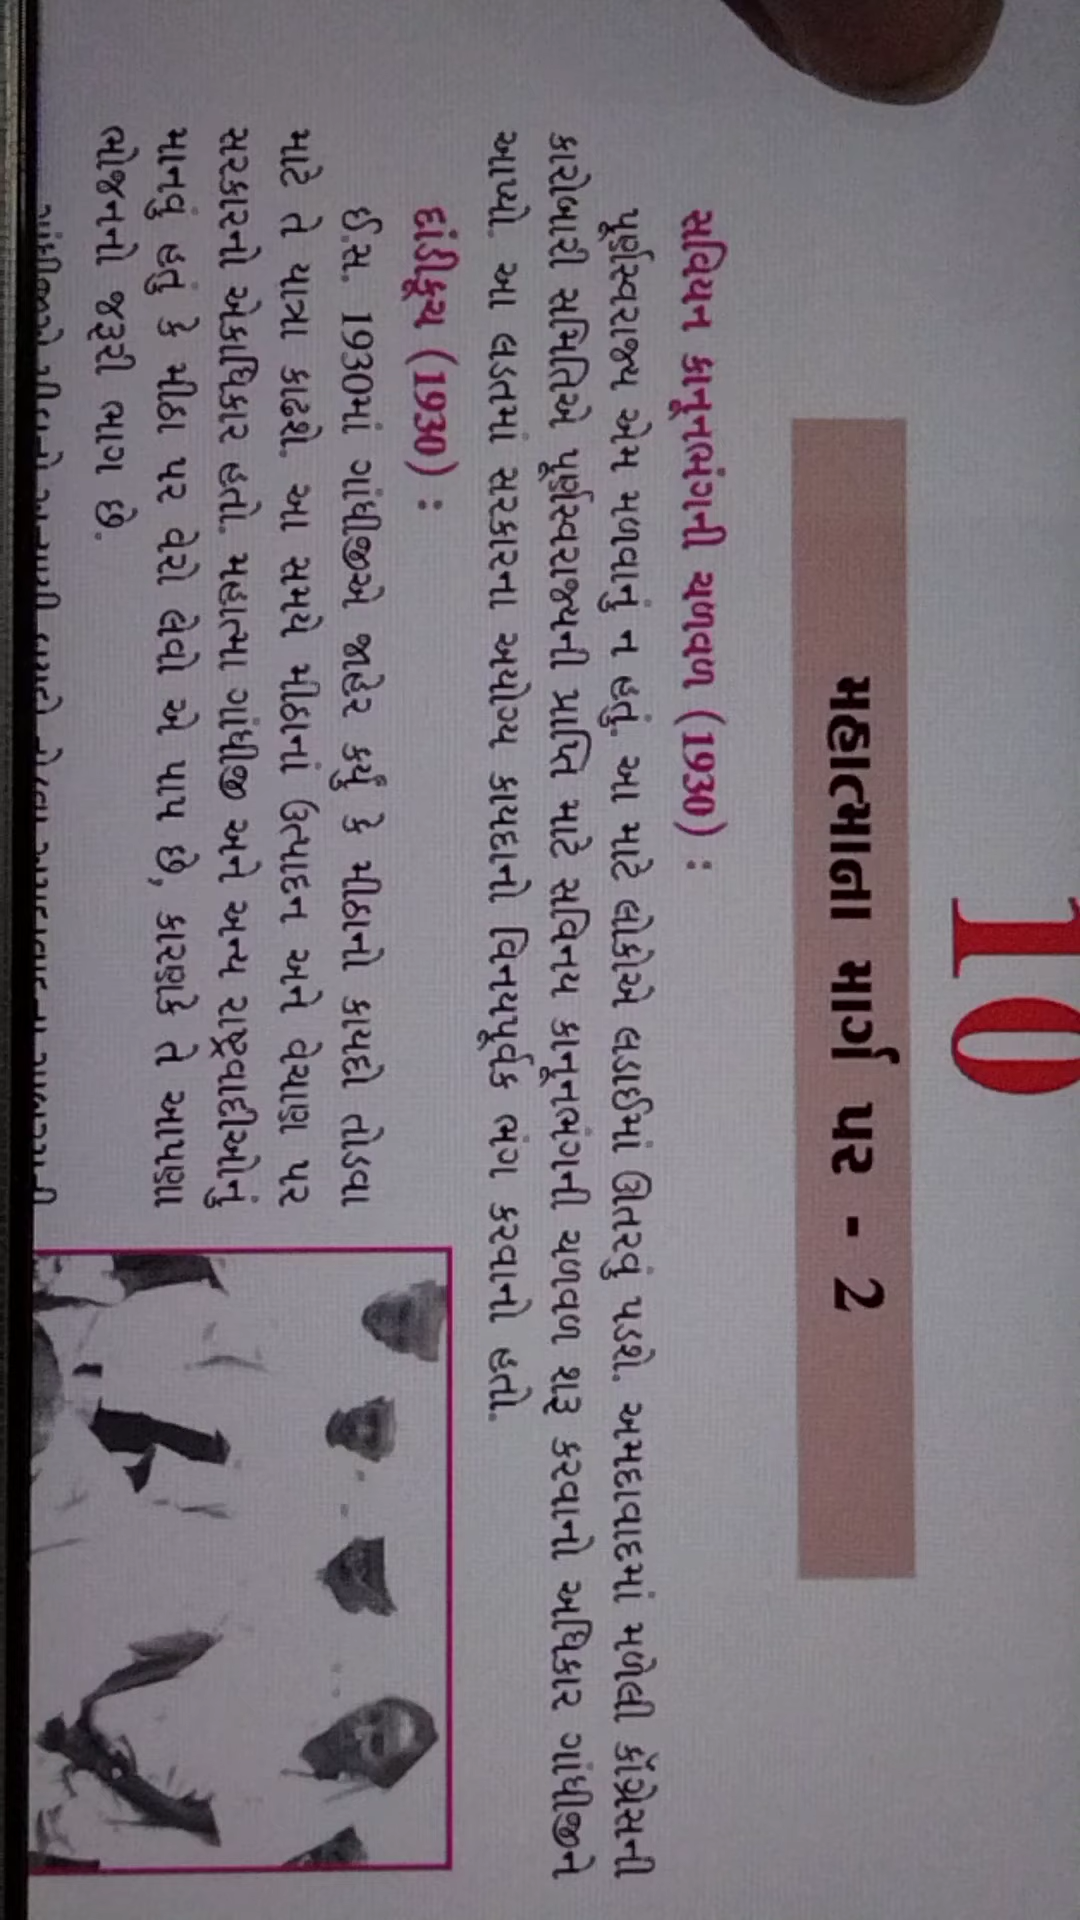 10
મહાત્માના માર્ગ પર - 2
સવિયન કાનૂનભંગની ચળવળ (1930) :
પૂર્ણસ્વરાજ્ય એમ મળવાનું ન હતું. આ માટે લોકોએ લડાઈમાં ઊતરવું પડશે. અમદાવાદમાં મળેલી કૉંગ્રેસની
કારોબારી સમિતિએ પૂર્ણસ્વરાજ્યની પ્રાપ્તિ માટે સવિનય કાનૂનભંગની ચળવળ શરૂ કરવાનો અધિકાર ગાંધીજીને
આપ્યો. આ લડતમાં સરકારના અયોગ્ય કાયદાનો વિનયપૂર્વક ભંગ કરવાનો હતો.
દાંડીકૂચ (1930) :
ઈ.સ. 1930માં ગાંધીજીએ જાહેર કર્યું કે મીઠાનો કાયદો તોડવા
માટે તે યાત્રા કાઢશે. આ સમયે મીઠાનાં ઉત્પાદન અને વેચાણ પર
સરકારનો એકાધિકાર હતો. મહાત્મા ગાંધીજી અને અન્ય રાષ્ટ્રવાદીઓનું
માનવું હતું કે મીઠા પર વેરો લેવો એ પાપ છે, કારણકે તે આપણા
ભોજનનો જરૂરી ભાગ છે.